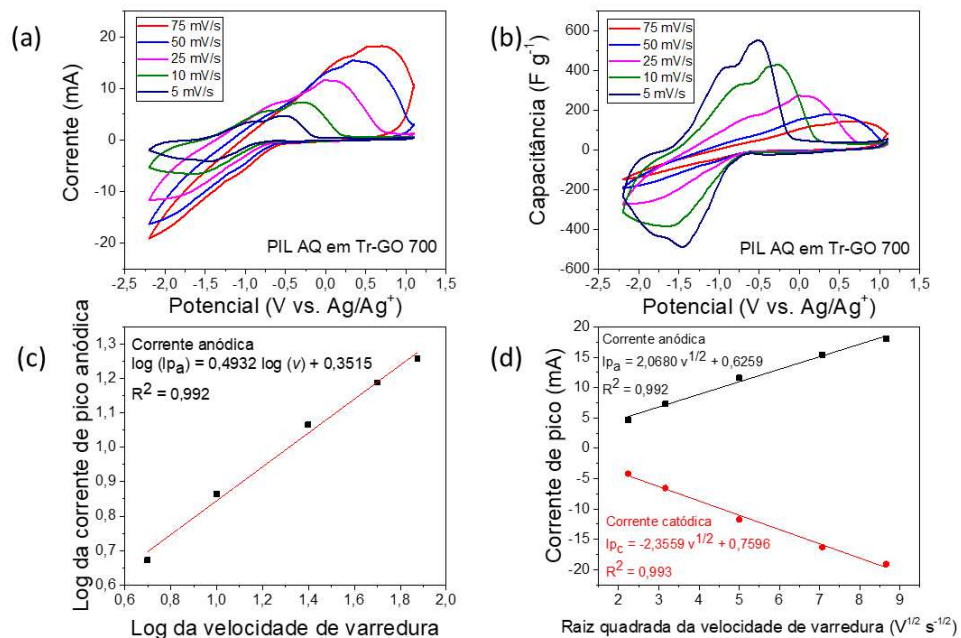 (a)
75 mV/s
50 mV/s
25 mV/s
10 mV/s
5 mV/s
Corrente (mA)
20
10
0
-10
-20
PIL AQ em Tr-GO 700
-2,5 -2,0 -1,5 -1,0 -0,5 0,0 0,5 1,0 1,5
Potencial (V vs. Ag/Ag⁺)
(b)
75 mV/s
50 mV/s
25 mV/s
10 mV/s
5 mV/s
Capacitância (F g⁻¹)
600
400
200
0
-200
-400
-600
PIL AQ em Tr-GO 700
-2,5 -2,0 -1,5 -1,0 -0,5 0,0 0,5 1,0 1,5
Potencial (V vs. Ag/Ag⁺)
(c)
Log da corrente de pico anódica
1,3
1,2
1,1
1,0
0,9
0,8
0,7
0,6
Corrente anódica
log (Ipₐ) = 0,4932 log (v) + 0,3515
R² = 0,992
0,6 0,8 1,0 1,2 1,4 1,6 1,8 2,0
Log da velocidade de varredura
(d)
Corrente de pico (mA)
20
15
10
5
0
-5
-10
-15
-20
Corrente anódica
Ipₐ = 2,0680 v^1/2 + 0,6259
R² = 0,992
Corrente catódica
Ip_c = -2,3559 v^1/2 + 0,7596
R² = 0,993
2 3 4 5 6 7 8 9
Raiz quadrada da velocidade de varredura (V^1/2 s^-1/2)